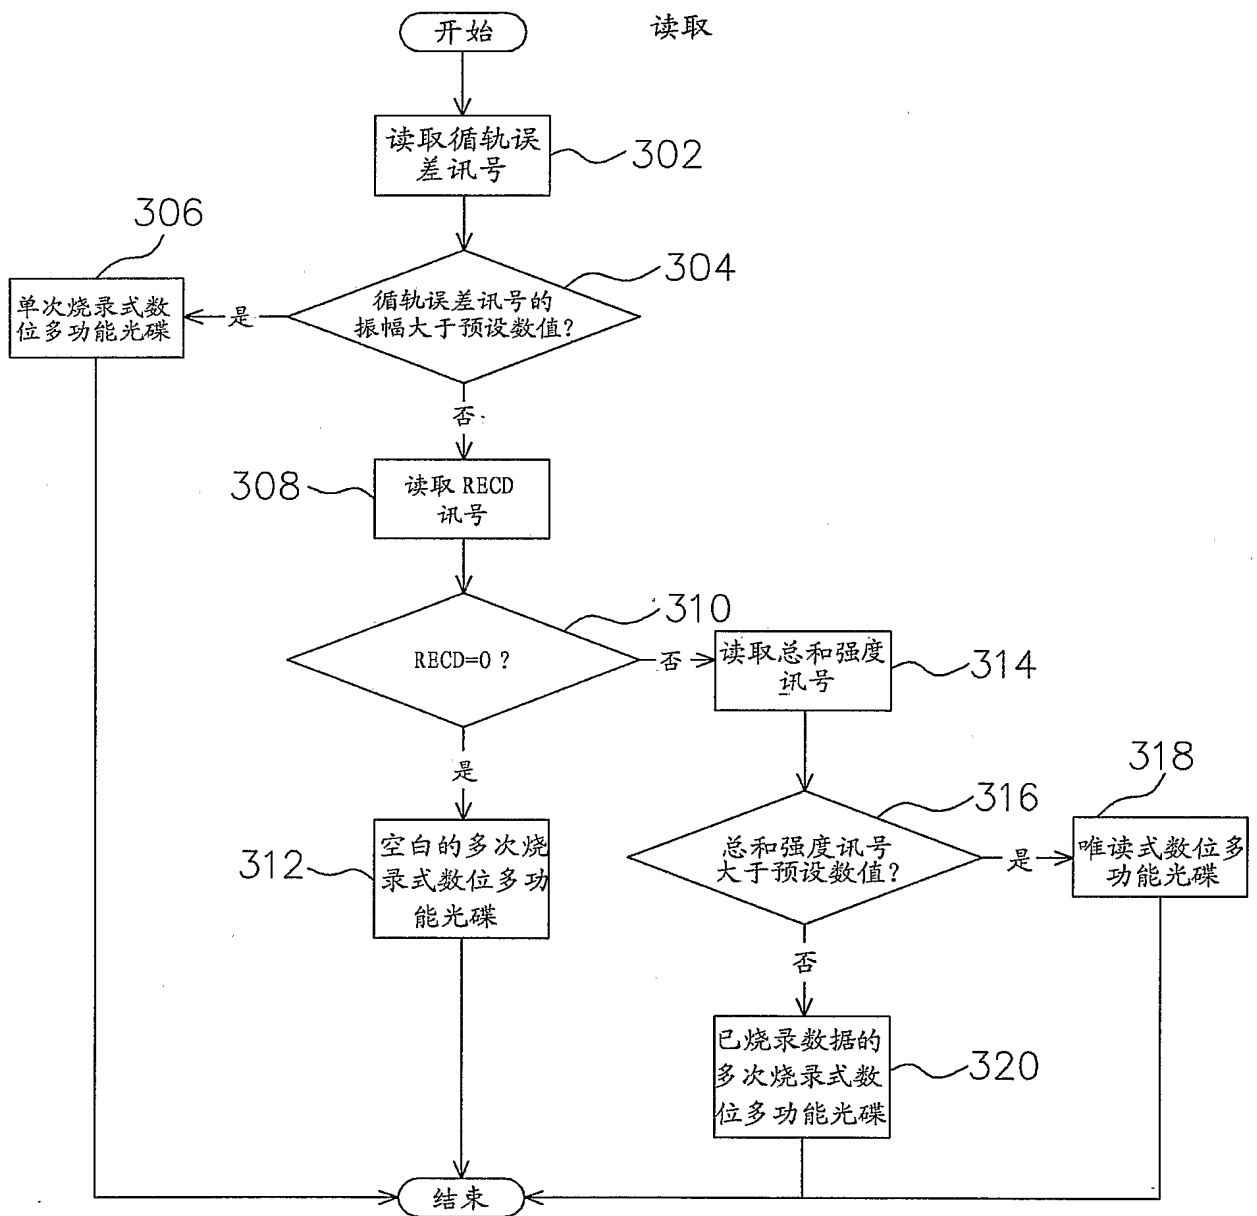 开始
读取
读取循轨误
差讯号
302
306
304
单次烧录式数
位多功能光碟
是
循轨误差讯号的
振幅大于预设数值?
否
308
读取RECD
讯号
310
RECD=0?
否
读取总和强度
讯号
314
是
318
316
312
空白的多次烧
录式数位多功
能光碟
总和强度讯号
大于预设数值?
是
唯读式数位多
功能光碟
否
已烧录数据的
多次烧录式数
位多功能光碟
320
结束